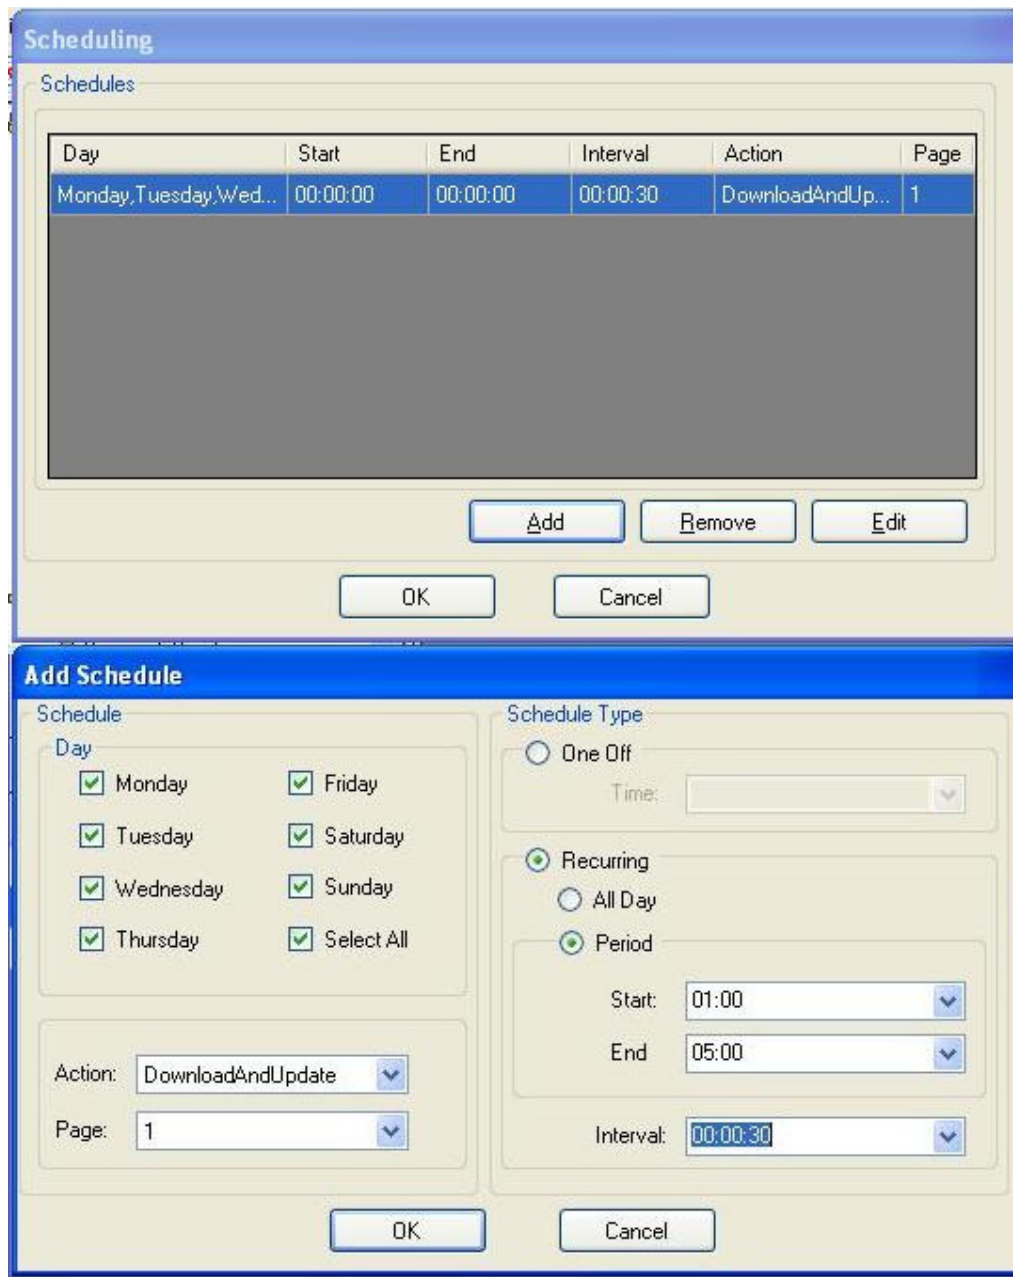 Scheduling
Schedules
Day Start End Interval Action Page
Monday,Tuesday,Wed... 00:00:00 00:00:00 00:00:30 DownloadAndUp... 1
Add Remove Edit
OK Cancel
Add Schedule
Schedule
Day
Monday Friday
Tuesday Saturday
Wednesday Sunday
Thursday Select All
Action: DownloadAndUpdate
Page: 1
Schedule Type
One Off
Time:
Recurring
All Day
Period
Start: 01:00
End 05:00
Interval: 00:00:30
OK Cancel